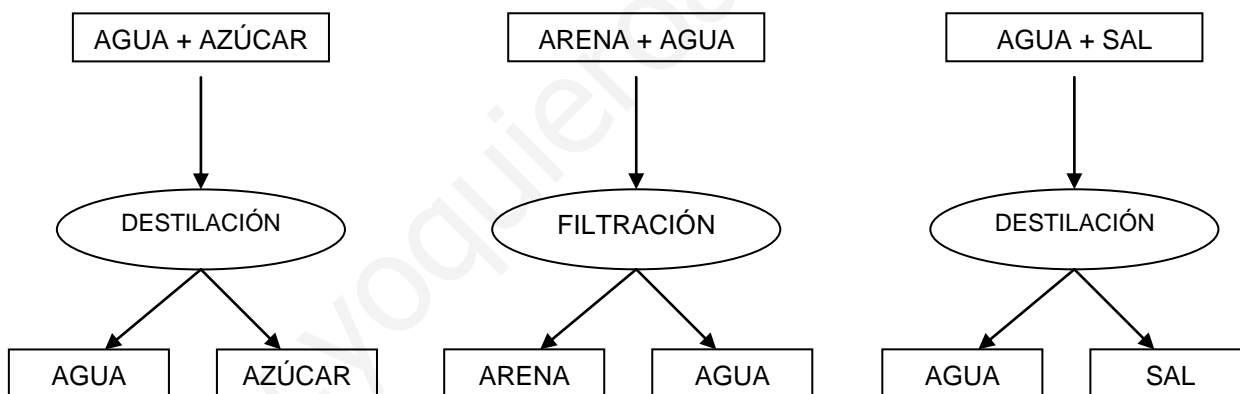 AGUA + AZÚCAR
ARENA + AGUA
AGUA + SAL
DESTILACIÓN
FILTRACIÓN
DESTILACIÓN
AGUA
AZÚCAR
ARENA
AGUA
AGUA
SAL